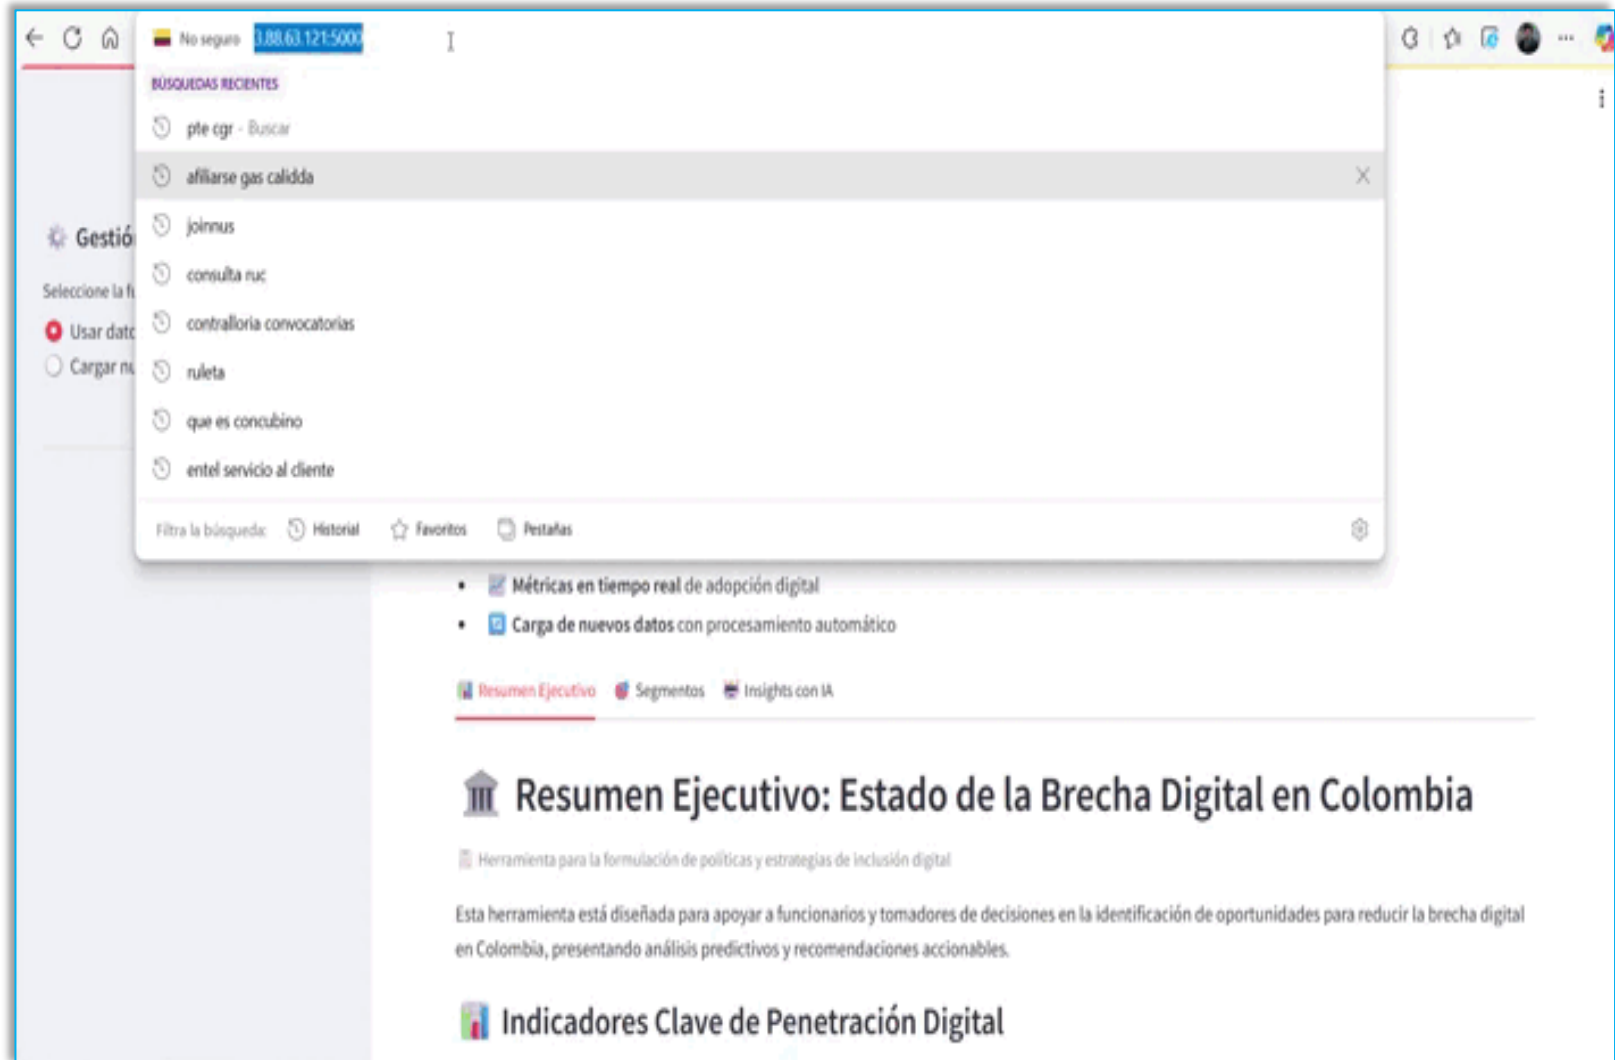 No seguro 3.88.63.121:5000
BÚSQUEDAS RECIENTES
pte cgr - Buscar
afiliarse gas calidda
joinnus
consulta ruc
contralloria convocatorias
ruleta
que es concubino
entel servicio al cliente
Filtra la búsqueda: Historial Favoritos Pestañas
Gestió
Seleccione la fu
Usar dato
Cargar nu
• Métricas en tiempo real de adopción digital
• Carga de nuevos datos con procesamiento automático
Resumen Ejecutivo Segmentos Insights con IA
Resumen Ejecutivo: Estado de la Brecha Digital en Colombia
Herramienta para la formulación de políticas y estrategias de inclusión digital
Esta herramienta está diseñada para apoyar a funcionarios y tomadores de decisiones en la identificación de oportunidades para reducir la brecha digital
en Colombia, presentando análisis predictivos y recomendaciones accionables.
Indicadores Clave de Penetración Digital